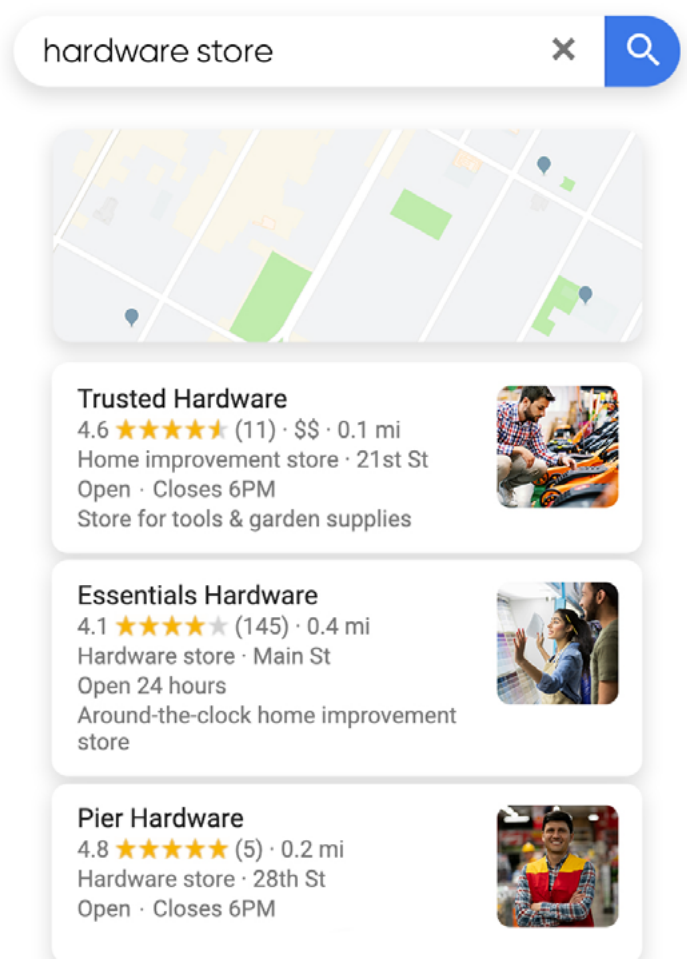 hardware store
Trusted Hardware
4.6 (11) · $$ · 0.1 mi
Home improvement store · 21st St
Open · Closes 6PM
Store for tools & garden supplies
Essentials Hardware
4.1 (145) · 0.4 mi
Hardware store · Main St
Open 24 hours
Around-the-clock home improvement
store
Pier Hardware
4.8 (5) · 0.2 mi
Hardware store · 28th St
Open · Closes 6PM